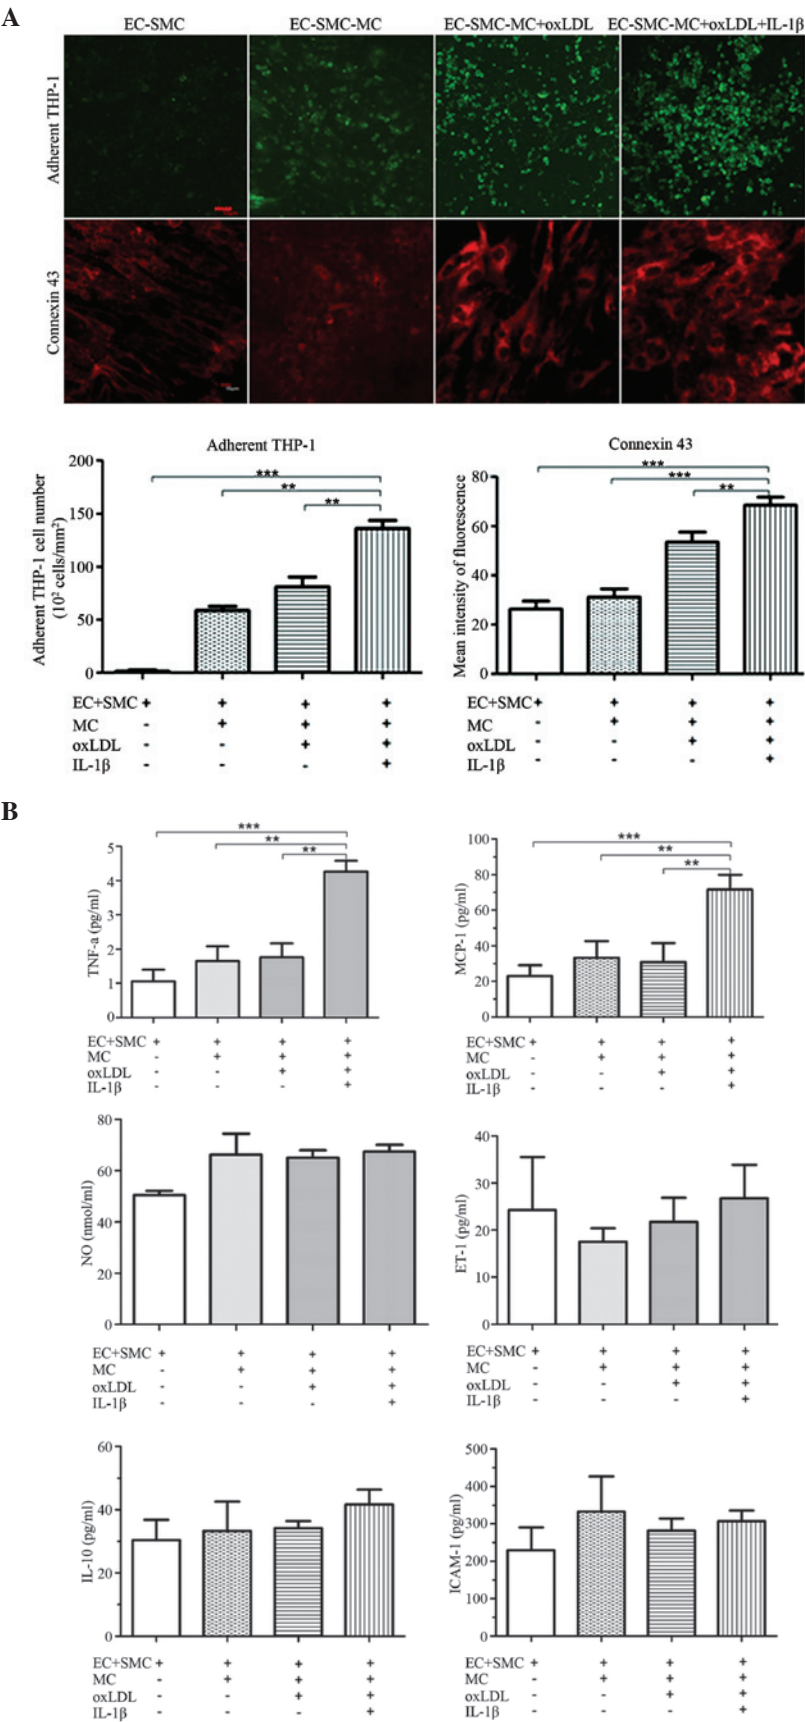 A
EC-SMC EC-SMC-MC EC-SMC-MC+oxLDL EC-SMC-MC+oxLDL+IL-1β
Adherent THP-1
Connexin 43
Adherent THP-1
Adherent THP-1 cell number
(10² cells/mm²)
200
150
100
50
0
***
**
**
EC+SMC + + + +
MC - + + +
oxLDL - - + +
IL-1β - - - +
Connexin 43
Mean intensity of fluorescence
80
60
40
20
0
***
***
**
+ + + +
- + + +
- - + +
- - - +
B
TNF-a (pg/ml)
5
4
3
2
1
0
***
**
**
EC+SMC + + + +
MC - + + +
oxLDL - - + +
IL-1β - - - +
MCP-1 (pg/ml)
100
80
60
40
20
0
***
**
**
EC+SMC + + + +
MC - + + +
oxLDL - - + +
IL-1β - - - +
NO (nmol/ml)
80
60
40
20
0
EC+SMC + + + +
MC - + + +
oxLDL - - + +
IL-1β - - - +
ET-1 (pg/ml)
40
30
20
10
0
EC+SMC + + + +
MC - + + +
oxLDL - - + +
IL-1β - - - +
IL-10 (pg/ml)
60
40
20
0
EC+SMC + + + +
MC - + + +
oxLDL - - + +
IL-1β - - - +
ICAM-1 (pg/ml)
500
400
300
200
100
0
EC+SMC + + + +
MC - + + +
oxLDL - - + +
IL-1β - - - +